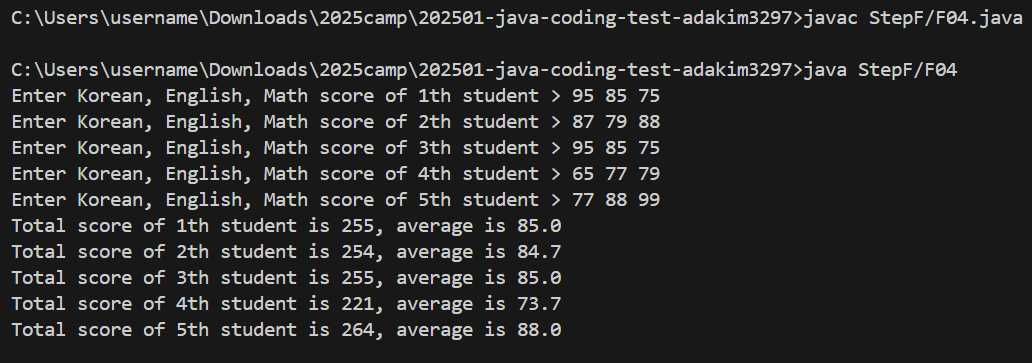 C:\Users\username\Downloads\2025camp\202501-java-coding-test-adakim3297>javac StepF/F04.java
C:\Users\username\Downloads\2025camp\202501-java-coding-test-adakim3297>java StepF/F04
Enter Korean, English, Math score of 1th student > 95 85 75
Enter Korean, English, Math score of 2th student > 87 79 88
Enter Korean, English, Math score of 3th student > 95 85 75
Enter Korean, English, Math score of 4th student > 65 77 79
Enter Korean, English, Math score of 5th student > 77 88 99
Total score of 1th student is 255, average is 85.0
Total score of 2th student is 254, average is 84.7
Total score of 3th student is 255, average is 85.0
Total score of 4th student is 221, average is 73.7
Total score of 5th student is 264, average is 88.0